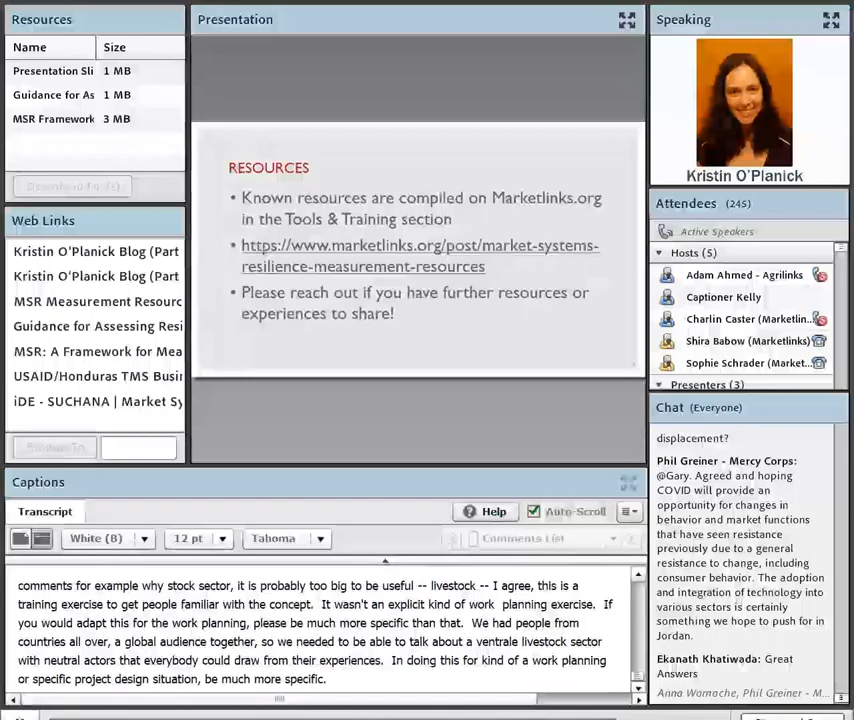 Resources
Name Size
Presentation Sli 1 MB
Guidance for As 1 MB
MSR Framework 3 MB
Web Links
Kristin O'Planick Blog (Part
Kristin O'Planick Blog (Part
MSR Measurement Resourc
Guidance for Assessing Resi
MSR: A Framework for Mea
USAID/Honduras TMS Busin
iDE - SUCHANA | Market Sy
Presentation
RESOURCES
• Known resources are compiled on Marketlinks.org
in the Tools & Training section
• https://www.marketlinks.org/post/market-systems-
resilience-measurement-resources
• Please reach out if you have further resources or
experiences to share!
Captions
Transcript
Help
Auto-Scroll
White (8)
12 pt
Tahoma
Comments List
comments for example why stock sector, it is probably too big to be useful -- livestock -- I agree, this is a
training exercise to get people familiar with the concept. It wasn't an explicit kind of work planning exercise. If
you would adapt this for the work planning, please be much more specific than that. We had people from
countries all over, a global audience together, so we needed to be able to talk about a ventrale livestock sector
with neutral actors that everybody could draw from their experiences. In doing this for kind of a work planning
or specific project design situation, be much more specific.
Speaking
Kristin O'Planick
Attendees (245)
Active Speakers
Hosts (5)
Adam Ahmed - Agrilinks
Captioner Kelly
Charlin Caster (Marketlin...
Shira Babow (Marketlinks)
Sophie Schrader (Market...
Presenters (3)
Chat (Everyone)
displacement?
Phil Greiner - Mercy Corps:
@Gary. Agreed and hoping
COVID will provide an
opportunity for changes in
behavior and market functions
that have seen resistance
previously due to a general
resistance to change, including
consumer behavior. The adoption
and integration of technology into
various sectors is certainly
something we hope to push for in
Jordan.
Ekanath Khatiwada: Great
Answers
Anna Wamache, Phil Greiner - M...